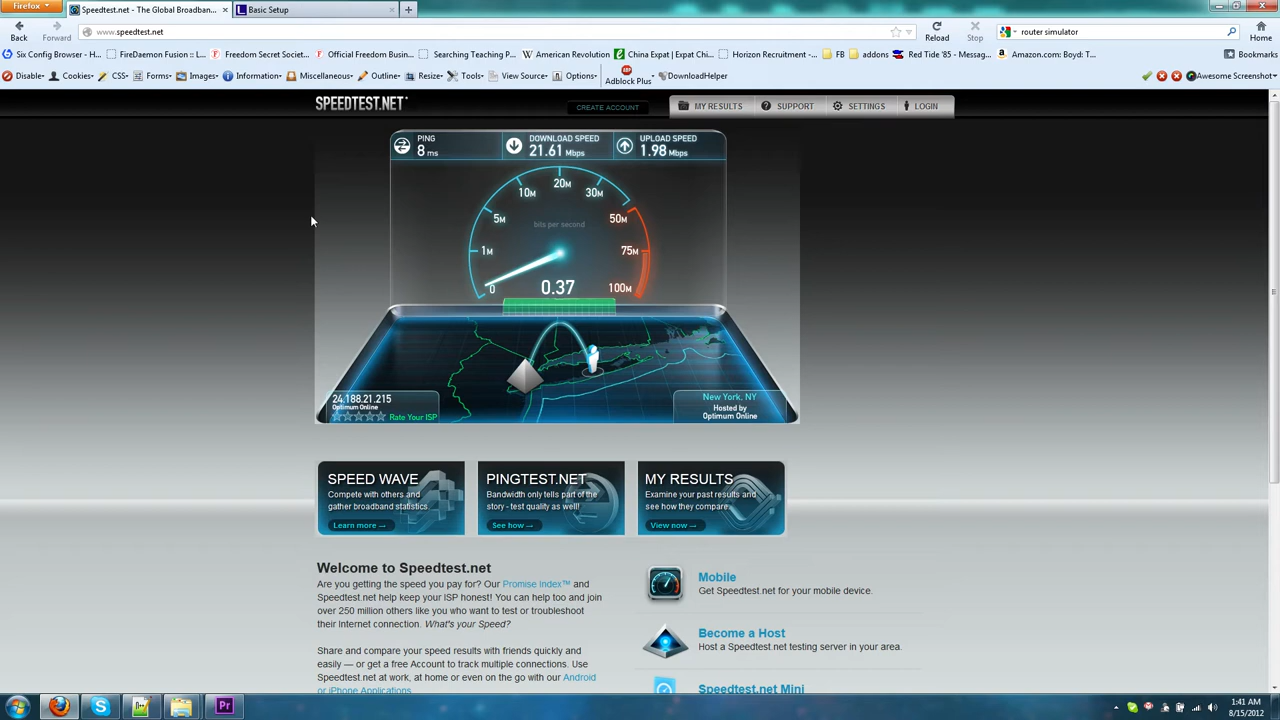 Firefox
Speedtest.net - The Global Broadban...
Basic Setup
Back
Forward
www.speedtest.net
Reload
Stop
router simulator
Home
Six Config Browser - H...
FireDaemon Fusion -
Custom Secret Societ...
Official Freedom Busin...
Searching Teaching P...
American Revolution
China Expat | Expat Chi...
Horizon Recruitment -...
FB
addons
Red Tide '85 - Messag...
Amazon.com: Boyd: T...
Bookmarks
Disable
Cookies
CSS
Forms
Images
Information
Miscellaneous
Outline
Resize
Tools
View Source
Options
Adblock Plus
DownloadHelper
Awesome Screenshot
SPEEDTEST.NET
CREATE ACCOUNT
MY RESULTS
SUPPORT
SETTINGS
LOGIN
PING
8 ms
DOWNLOAD SPEED
21.61 Mbps
UPLOAD SPEED
1.98 Mbps
0
1M
5M
10M
20M
30M
50M
75M
100M
bits per second
0.37
24.188.21.215
Optimum Online
Rate Your ISP
New York, NY
Hosted by
Optimum Online
SPEED WAVE
Compete with others and
gather broadband statistics.
Learn more →
PINGTEST.NET
Bandwidth only tells part of the
story - test quality as well!
See how →
MY RESULTS
Examine your past results and
see how they compare.
View now →
Welcome to Speedtest.net
Are you getting the speed you pay for? Our Promise Index™ and
Speedtest.net help keep your ISP honest! You can help too and join
over 250 million others like you who want to test or troubleshoot
their Internet connection. What's your Speed?
Share and compare your speed results with friends quickly and
easily — or get a free Account to track multiple connections. Use
Speedtest.net at work, at home or even on the go with our Android
or iPhone Applications.
Mobile
Get Speedtest.net for your mobile device.
Become a Host
Host a Speedtest.net testing server in your area.
Speedtest.net Mini
Pr
1:41 AM
8/15/2012